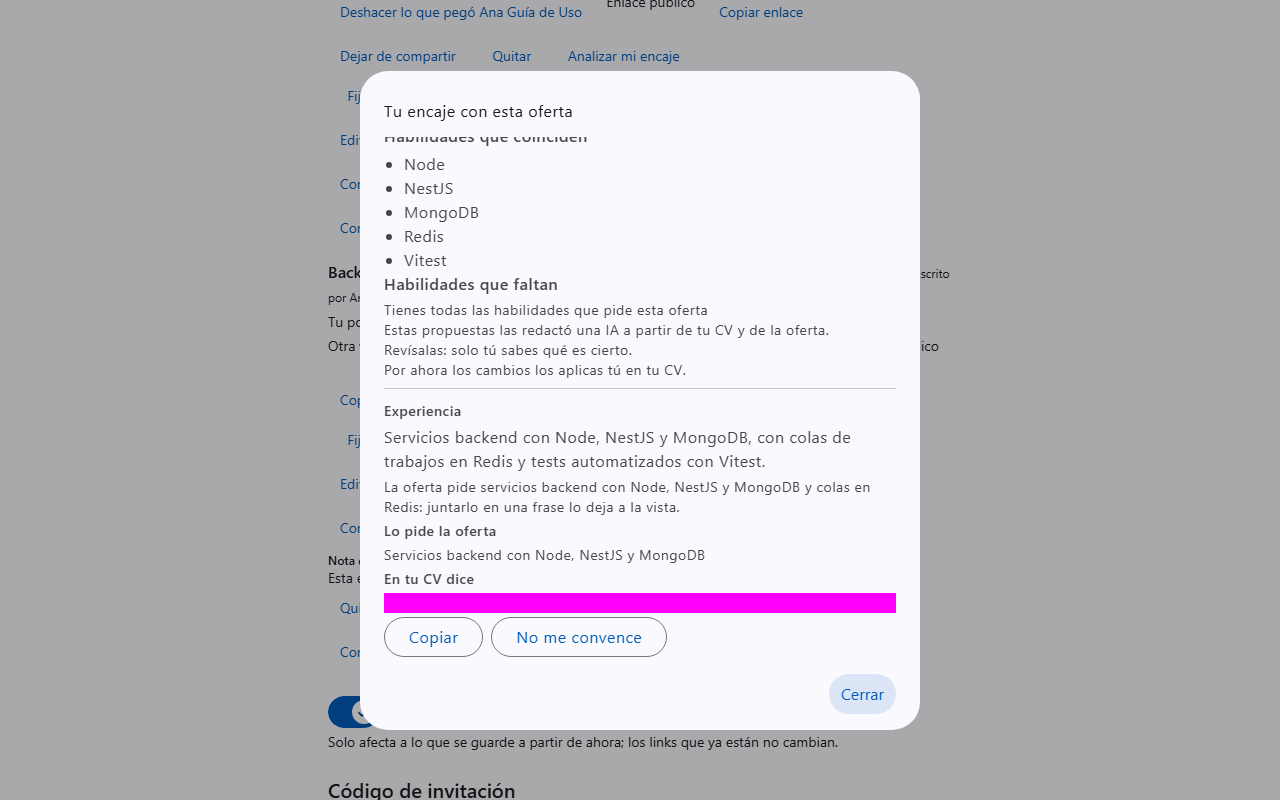 Deshacer lo que pegó Ana Guía de Uso
Enlace público
Copiar enlace
Dejar de compartir
Quitar
Analizar mi encaje
Tu encaje con esta oferta
Habilidades que coinciden
Node
NestJS
MongoDB
Redis
Vitest
Habilidades que faltan
Tienes todas las habilidades que pide esta oferta
Estas propuestas las redactó una IA a partir de tu CV y de la oferta.
Revísalas: solo tú sabes qué es cierto.
Por ahora los cambios los aplicas tú en tu CV.
Experiencia
Servicios backend con Node, NestJS y MongoDB, con colas de
trabajos en Redis y tests automatizados con Vitest.
La oferta pide servicios backend con Node, NestJS y MongoDB y colas en
Redis: juntarlo en una frase lo deja a la vista.
Lo pide la oferta
Servicios backend con Node, NestJS y MongoDB
En tu CV dice
Copiar
No me convence
Cerrar
por
Otra
Nota
Esta
Solo afecta a lo que se guarde a partir de ahora; los links que ya están no cambian.
Código de invitación